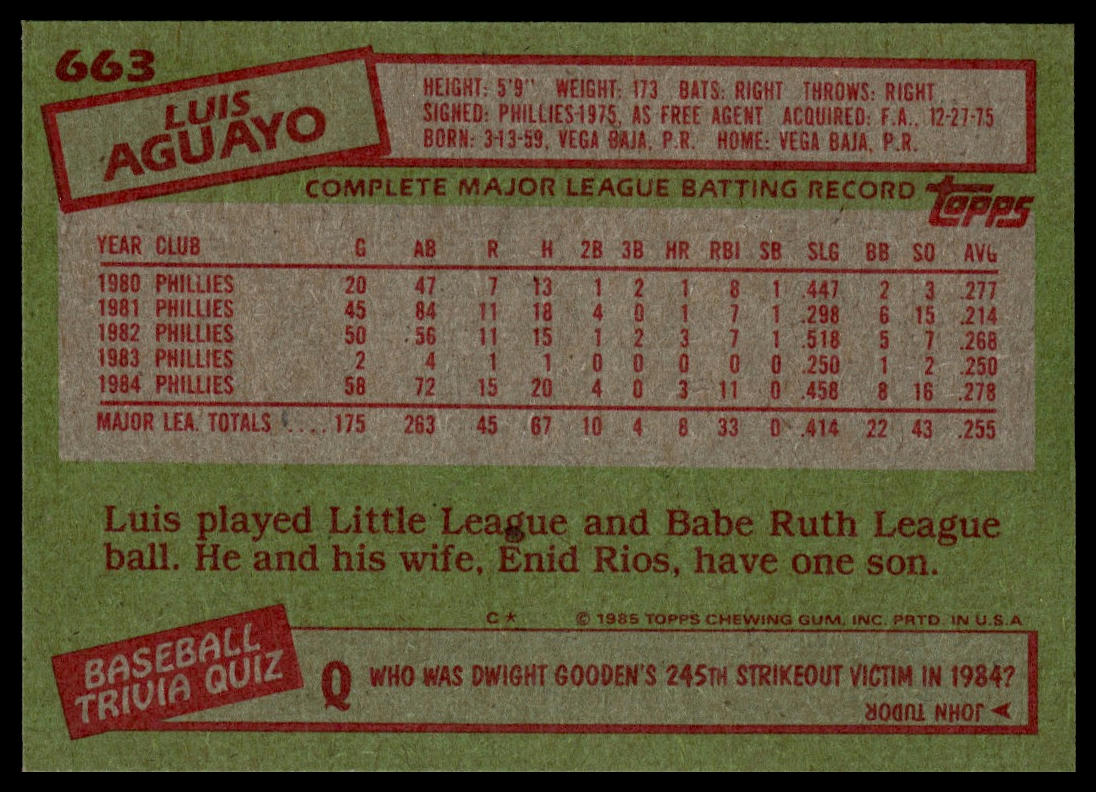 663
LUIS
AGUAYO
HEIGHT: 5'9" WEIGHT: 173 BATS: RIGHT THROWS: RIGHT
SIGNED: PHILLIES-1975, AS FREE AGENT ACQUIRED: F.A., 12-27-75
BORN: 3-13-59, VEGA BAJA, P.R. HOME: VEGA BAJA, P.R.
COMPLETE MAJOR LEAGUE BATTING RECORD
topps
YEAR CLUB G AB R H 2B 3B HR RBI SB SLG BB SO AVG
1980 PHILLIES 20 47 7 13 1 2 1 8 1 .447 2 3 .277
1981 PHILLIES 45 84 11 18 4 0 1 7 1 .298 6 15 .214
1982 PHILLIES 50 56 11 15 1 2 3 7 1 .518 5 7 .268
1983 PHILLIES 2 4 1 1 0 0 0 0 0 .250 1 2 .250
1984 PHILLIES 58 72 15 20 4 0 3 11 0 .458 8 16 .278
MAJOR LEA. TOTALS .... 175 263 45 67 10 4 8 33 0 .414 22 43 .255
Luis played Little League and Babe Ruth League
ball. He and his wife, Enid Rios, have one son.
C* © 1985 TOPPS CHEWING GUM, INC. PRTD. IN U.S.A
BASEBALL
TRIVIA QUIZ
Q WHO WAS DWIGHT GOODEN'S 245TH STRIKEOUT VICTIM IN 1984?
JOHN TUDOR